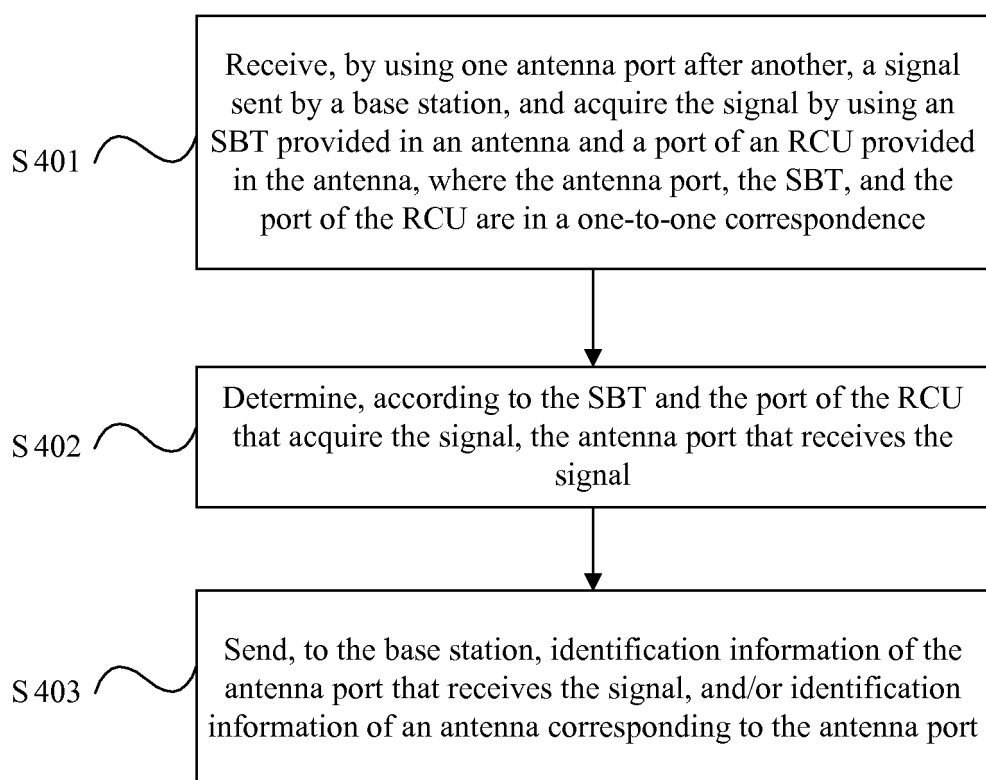 Receive, by using one antenna port after another, a signal
sent by a base station, and acquire the signal by using an
SBT provided in an antenna and a port of an RCU provided
in the antenna, where the antenna port, the SBT, and the
port of the RCU are in a one-to-one correspondence
S401
Determine, according to the SBT and the port of the RCU
that acquire the signal, the antenna port that receives the
signal
S402
Send, to the base station, identification information of the
antenna port that receives the signal, and/or identification
information of an antenna corresponding to the antenna port
S403